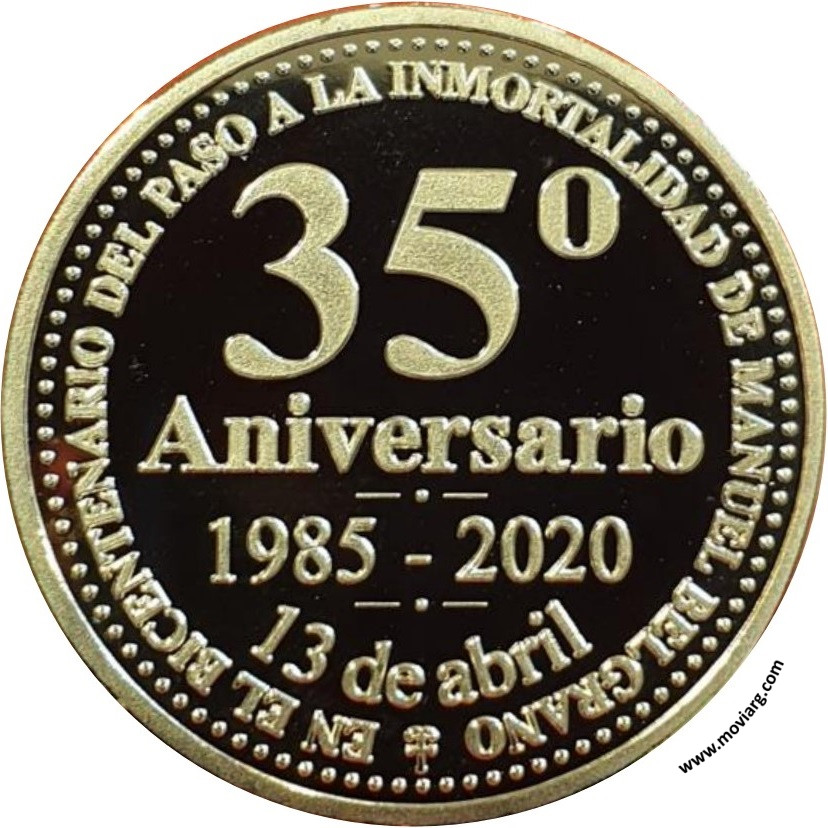 EN EL BICENTENARIO DEL PASO A LA INMORTALIDAD DE MANUEL BELGRANO
35º
Aniversario
1985 - 2020
13 de abril
www.moviarg.com